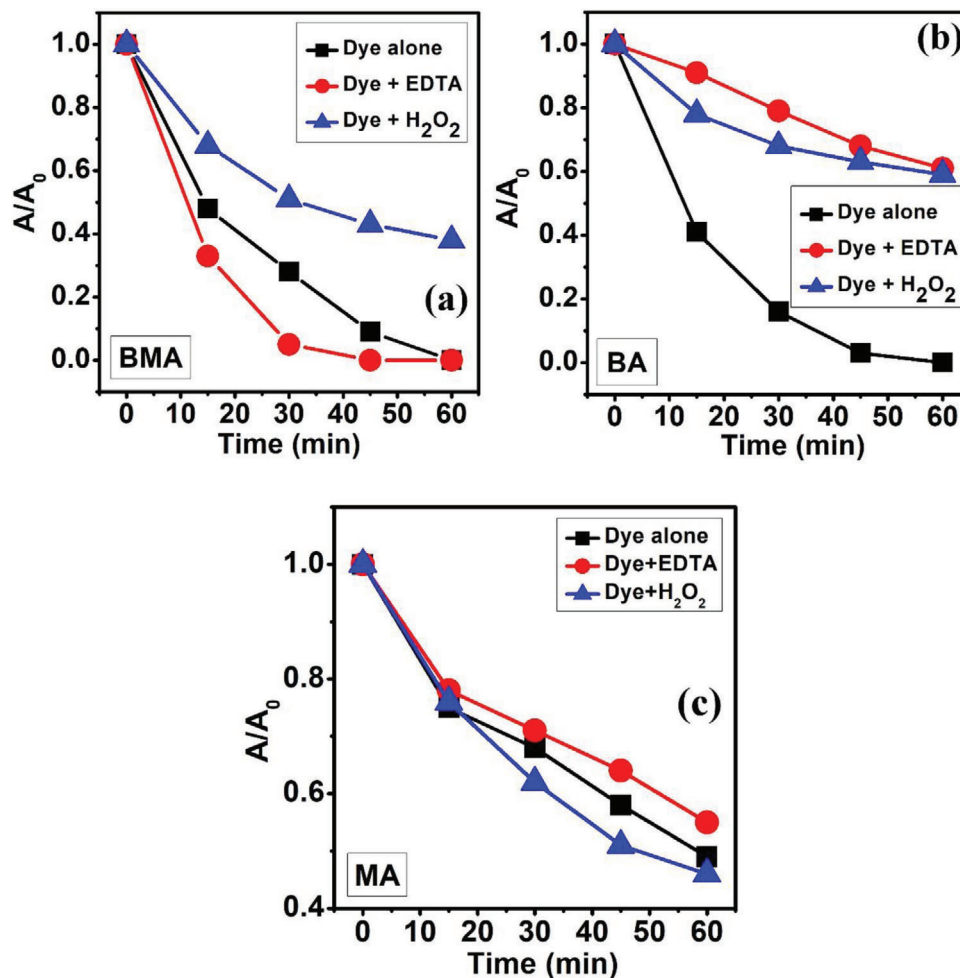 (a)
A/A₀
1.0
0.8
0.6
0.4
0.2
0.0
Dye alone
Dye + EDTA
Dye + H₂O₂
BMA
0 10 20 30 40 50 60
Time (min)
(b)
A/A₀
1.0
0.8
0.6
0.4
0.2
0.0
Dye alone
Dye + EDTA
Dye + H₂O₂
BA
0 10 20 30 40 50 60
Time (min)
(c)
A/A₀
1.0
0.8
0.6
0.4
Dye alone
Dye+EDTA
Dye+H₂O₂
MA
0 10 20 30 40 50 60
Time (min)